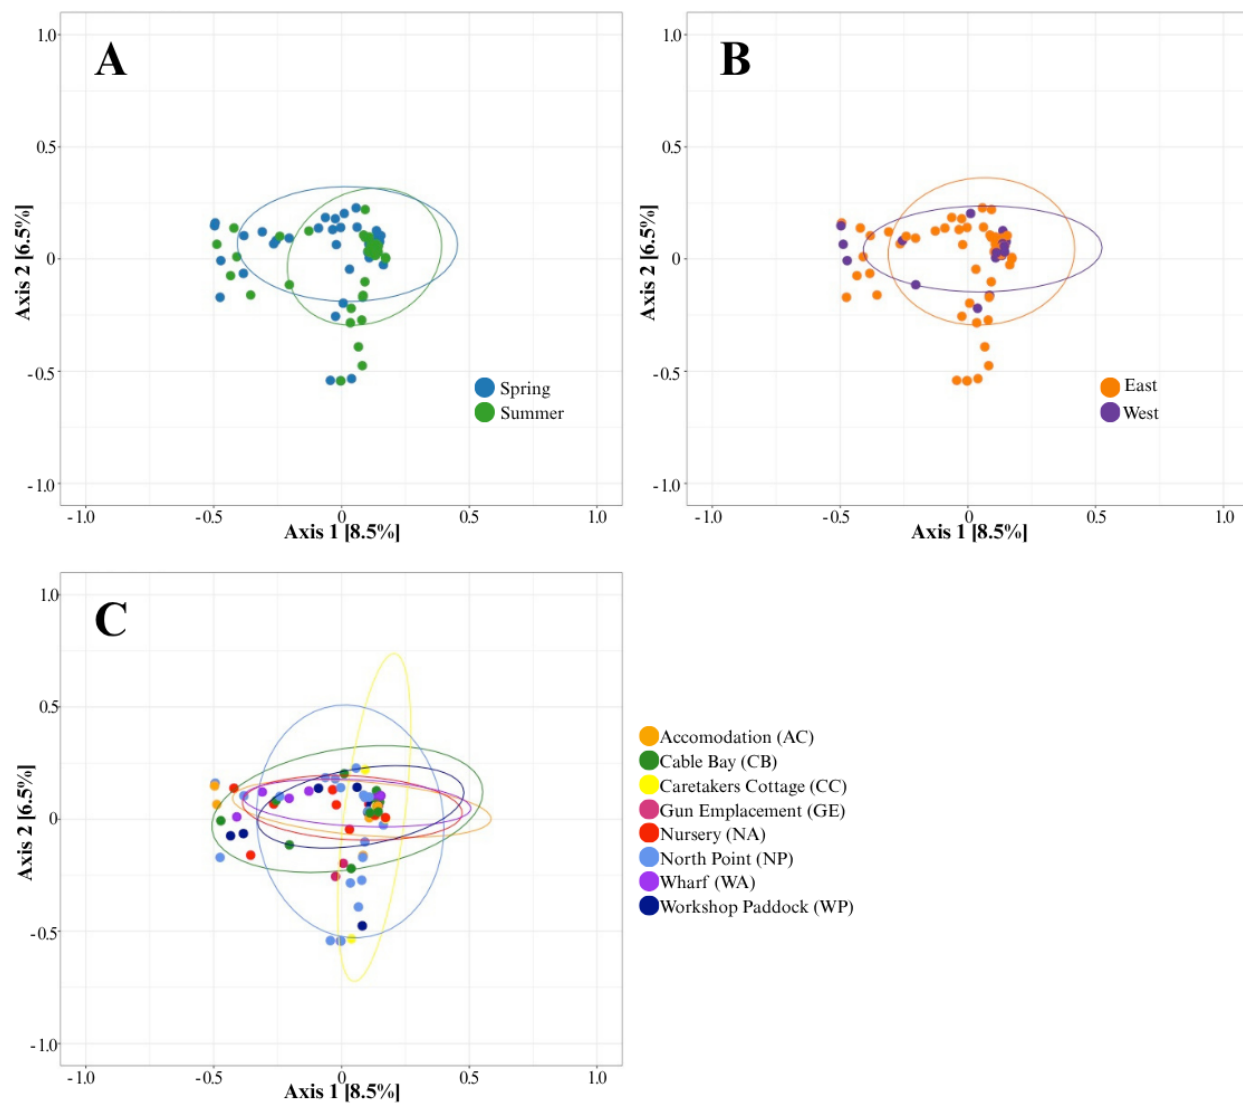 A
1.0
0.5
0
-0.5
-1.0
Axis 2 [6.5%]
Spring
Summer
-1.0 -0.5 0 0.5 1.0
Axis 1 [8.5%]
B
1.0
0.5
0
-0.5
-1.0
Axis 2 [6.5%]
East
West
-1.0 -0.5 0 0.5 1.0
Axis 1 [8.5%]
C
1.0
0.5
0
-0.5
-1.0
Axis 2 [6.5%]
-1.0 -0.5 0 0.5 1.0
Axis 1 [8.5%]
Accomodation (AC)
Cable Bay (CB)
Caretakers Cottage (CC)
Gun Emplacement (GE)
Nursery (NA)
North Point (NP)
Wharf (WA)
Workshop Paddock (WP)